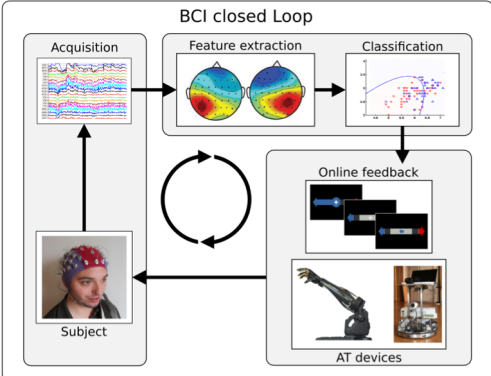 BCI closed Loop
Acquisition
Feature extraction
Classification
Online feedback
Subject
AT devices